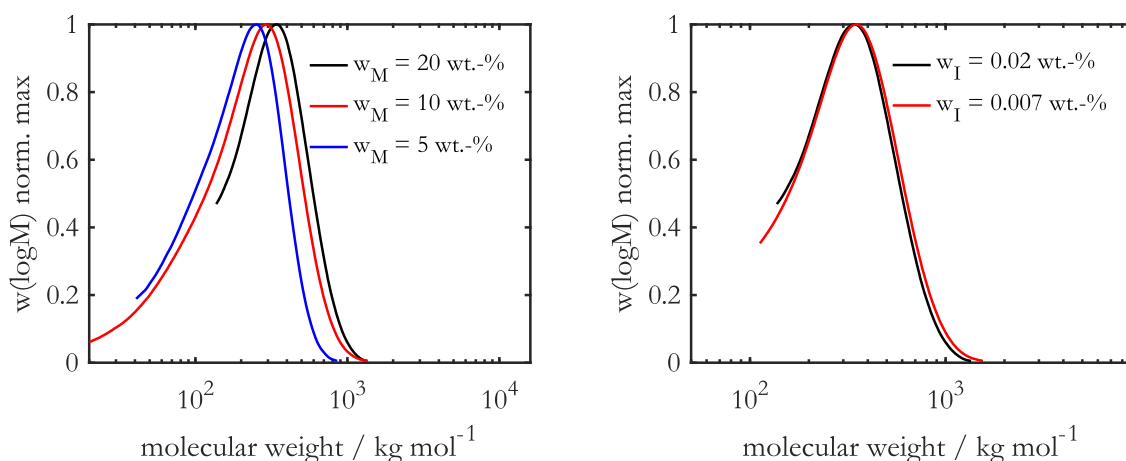 w(logM) norm. max
1
0.8
0.6
0.4
0.2
0
w_M = 20 wt.-%
w_M = 10 wt.-%
w_M = 5 wt.-%
10^2
10^3
10^4
molecular weight / kg mol^-1
w(logM) norm. max
1
0.8
0.6
0.4
0.2
0
w_I = 0.02 wt.-%
w_I = 0.007 wt.-%
10^2
10^3
molecular weight / kg mol^-1